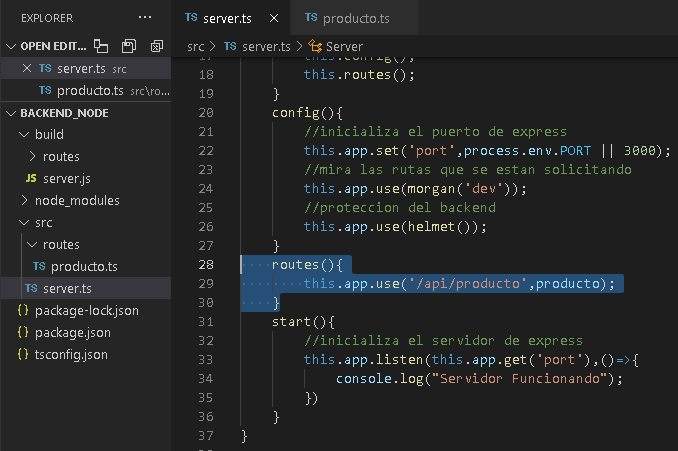 EXPLORER
OPEN EDIT...
TS server.ts src
TS producto.ts src\ro...
BACKEND_NODE
build
routes
JS server.js
node_modules
src
routes
TS producto.ts
TS server.ts
{} package-lock.json
{} package.json
{} tsconfig.json
TS server.ts
TS producto.ts
src > TS server.ts > Server
17 this.config();
18 this.routes();
19 }
20 config(){
21 //inicializa el puerto de express
22 this.app.set('port',process.env.PORT || 3000);
23 //mira las rutas que se estan solicitando
24 this.app.use(morgan('dev'));
25 //proteccion del backend
26 this.app.use(helmet());
27 }
28 routes(){
29 this.app.use('/api/producto',producto);
30 }
31 start(){
32 //inicializa el servidor de express
33 this.app.listen(this.app.get('port'),()=>{
34 console.log("Servidor Funcionando");
35 })
36 }
37 }